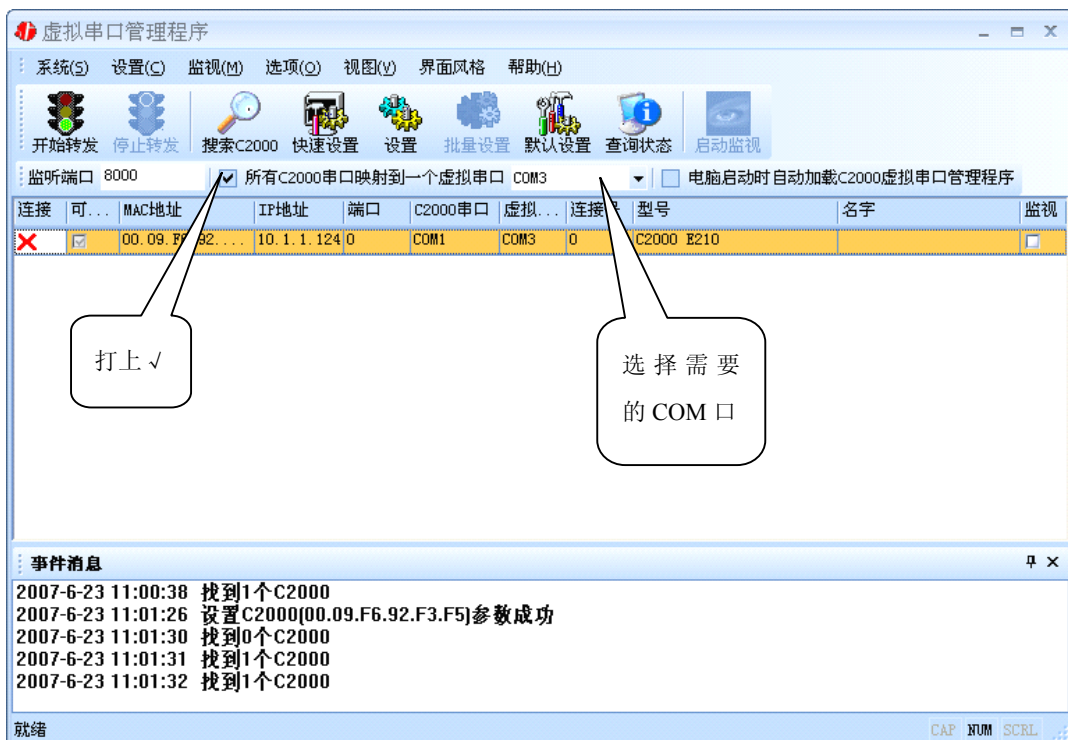 虚拟串口管理程序
系统(S) 设置(C) 监视(M) 选项(O) 视图(V) 界面风格 帮助(H)
开始转发 停止转发 搜索C2000 快速设置 设置 批量设置 默认设置 查询状态 启动监视
监听端口 8000 所有C2000串口映射到一个虚拟串口 COM3 电脑启动时自动加载C2000虚拟串口管理程序
连接 可... MAC地址 IP地址 端口 C2000串口 虚拟... 型号 名字 监视
10.1.1.124 0 COM1 COM3 0 C2000 E210
打上√
选择需要
的 COM 口
事件消息
2007-6-23 11:00:38 找到1个C2000
2007-6-23 11:01:26 设置C2000(00.09.F6.92.F3.F5)参数成功
2007-6-23 11:01:30 找到0个C2000
2007-6-23 11:01:31 找到1个C2000
2007-6-23 11:01:32 找到1个C2000
就绪 CAP NUM SCRL